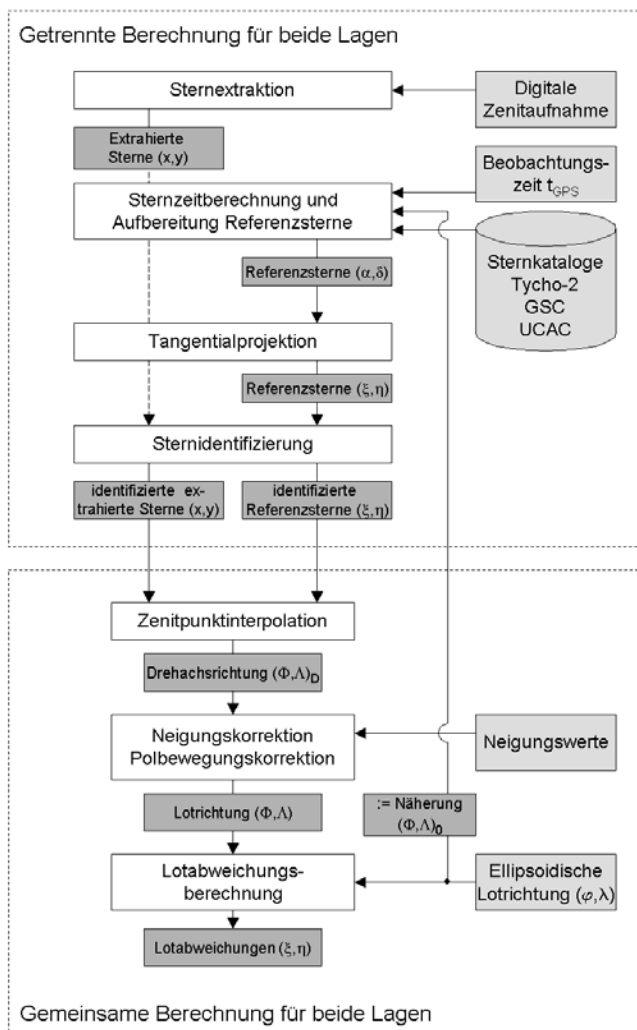 Getrennte Berechnung für beide Lagen
Sternextraktion
Digitale
Zenitaufnahme
Extrahierte
Sterne (x,y)
Beobachtungs-
zeit tGPS
Sternzeitberechnung und
Aufbereitung Referenzsterne
Sternkataloge
Tycho-2
GSC
UCAC
Referenzsterne (α,δ)
Tangentialprojektion
Referenzsterne (ξ,η)
Sternidentifizierung
identifizierte ex-
trahierte Sterne (x,y)
identifizierte
Referenzsterne (ξ,η)
Zenitpunktinterpolation
Drehachsrichtung (Φ,Λ)D
Neigungskorrektion
Polbewegungskorrektion
Neigungswerte
Lotrichtung (Φ,Λ)
:= Näherung
(Φ,Λ)0
Lotabweichungs-
berechnung
Ellipsoidische
Lotrichtung (φ,λ)
Lotabweichungen (ξ,η)
Gemeinsame Berechnung für beide Lagen